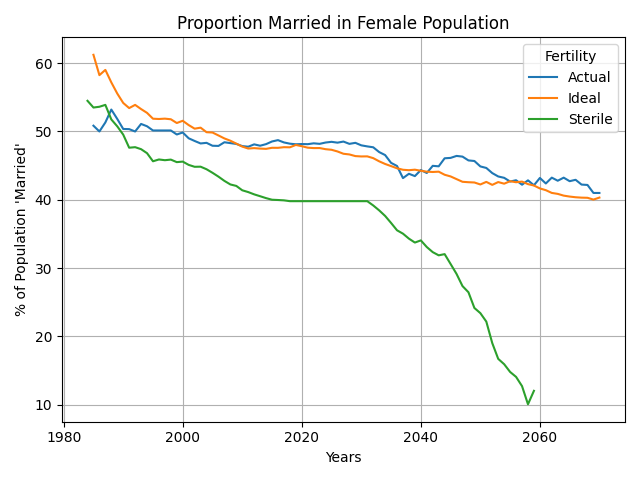 Proportion Married in Female Population
% of Population 'Married'
60
50
40
30
20
10
Fertility
Actual
Ideal
Sterile
1980
2000
2020
2040
2060
Years